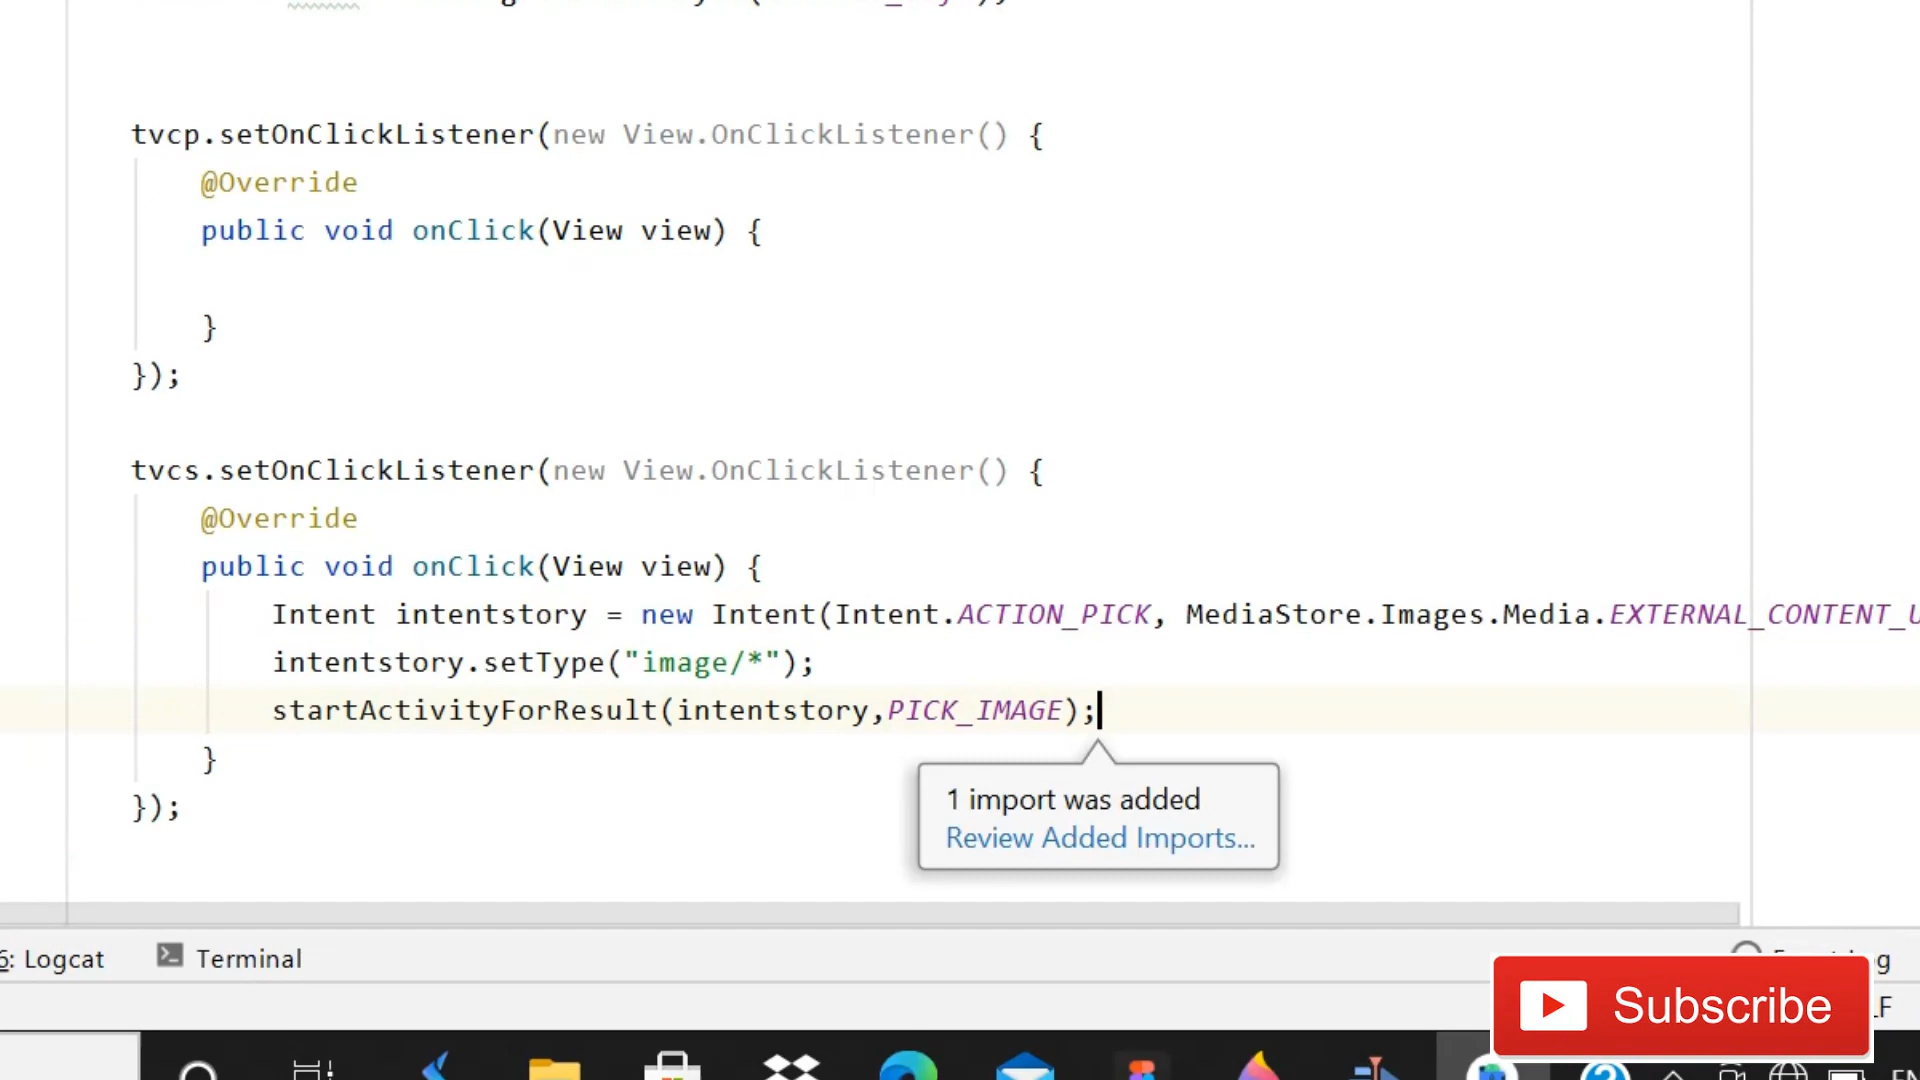 tvcp.setOnClickListener(new View.OnClickListener() {
@Override
public void onClick(View view) {
}
});
tvcs.setOnClickListener(new View.OnClickListener() {
@Override
public void onClick(View view) {
Intent intentstory = new Intent(Intent.ACTION_PICK, MediaStore.Images.Media.EXTERNAL_CONTENT_U
intentstory.setType("image/*");
startActivityForResult(intentstory,PICK_IMAGE);
}
});
1 import was added
Review Added Imports...
6: Logcat
Terminal
Subscribe